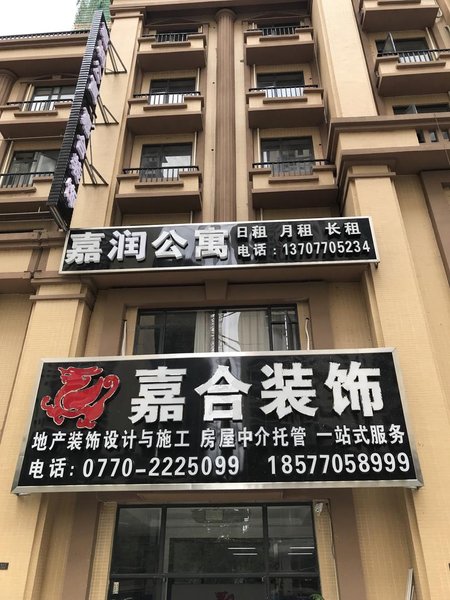 嘉润公寓
日租 月租 长租
电话：13707705234
嘉合装饰
地产装饰设计与施工 房屋中介托管 一站式服务
电话：0770-2225099 18577058999